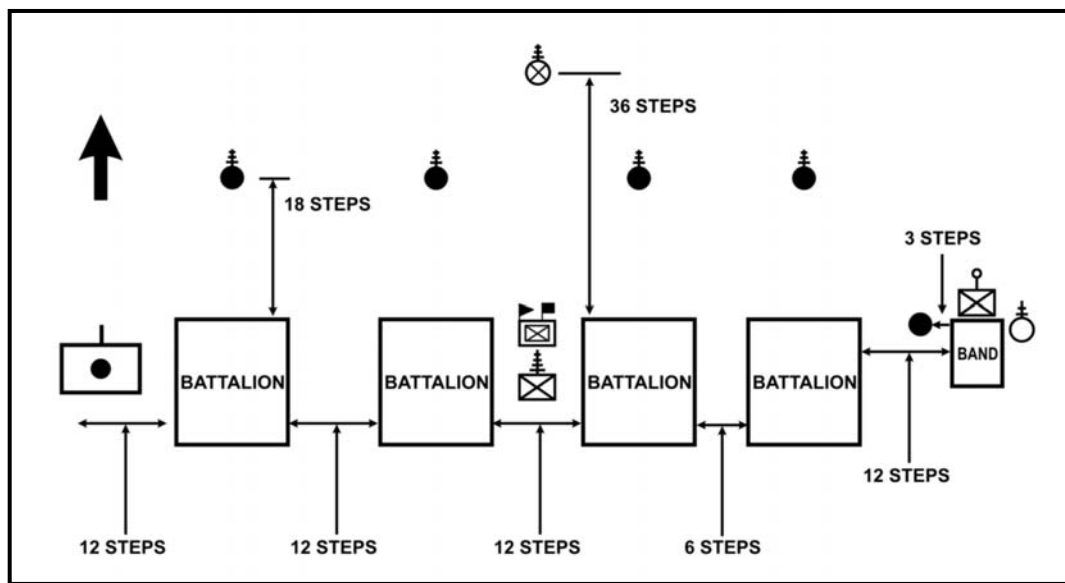 36 STEPS
18 STEPS
3 STEPS
BATTALION
BATTALION
BATTALION
BATTALION
BAND
12 STEPS
12 STEPS
12 STEPS
12 STEPS
6 STEPS